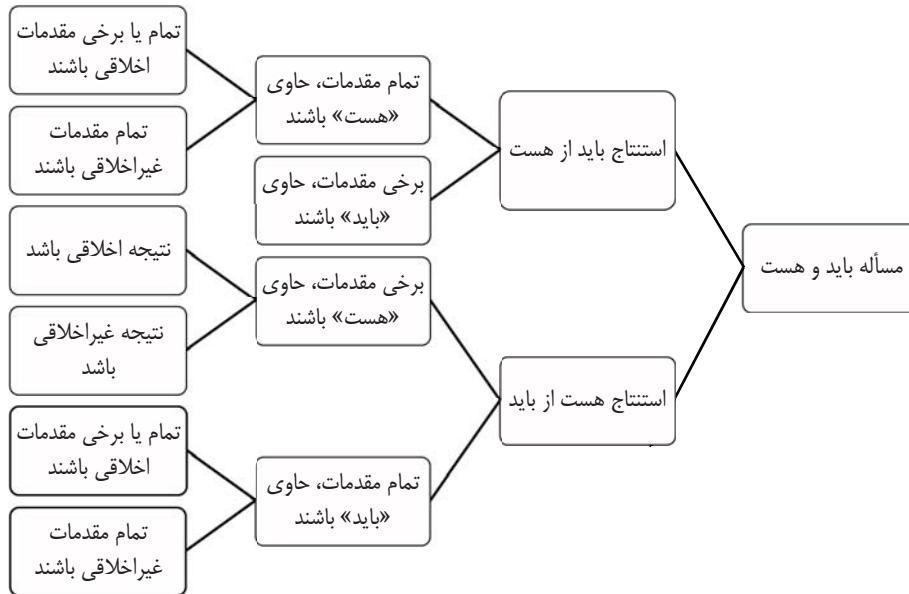 مسأله باید و هست
استنتاج باید از هست
تمام مقدمات، حاوی
«هست» باشند
تمام یا برخی مقدمات
اخلاقی باشند
تمام مقدمات
غیراخلاقی باشند
برخی مقدمات، حاوی
«باید» باشند
استنتاج هست از باید
برخی مقدمات، حاوی
«هست» باشند
نتیجه اخلاقی باشد
نتیجه غیراخلاقی
باشد
تمام مقدمات، حاوی
«باید» باشند
تمام یا برخی مقدمات
اخلاقی باشند
تمام مقدمات
غیراخلاقی باشند